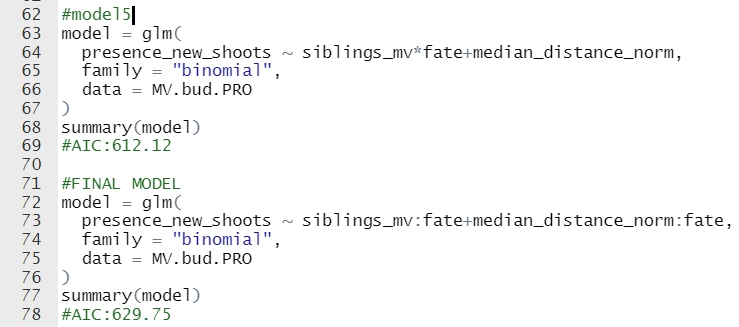 62 #model5
63 model = glm(
64   presence_new_shoots ~ siblings_mv*fate+median_distance_norm,
65   family = "binomial",
66   data = MV.bud.PRO
67 )
68 summary(model)
69 #AIC:612.12
70
71 #FINAL MODEL
72 model = glm(
73   presence_new_shoots ~ siblings_mv:fate+median_distance_norm:fate,
74   family = "binomial",
75   data = MV.bud.PRO
76 )
77 summary(model)
78 #AIC:629.75